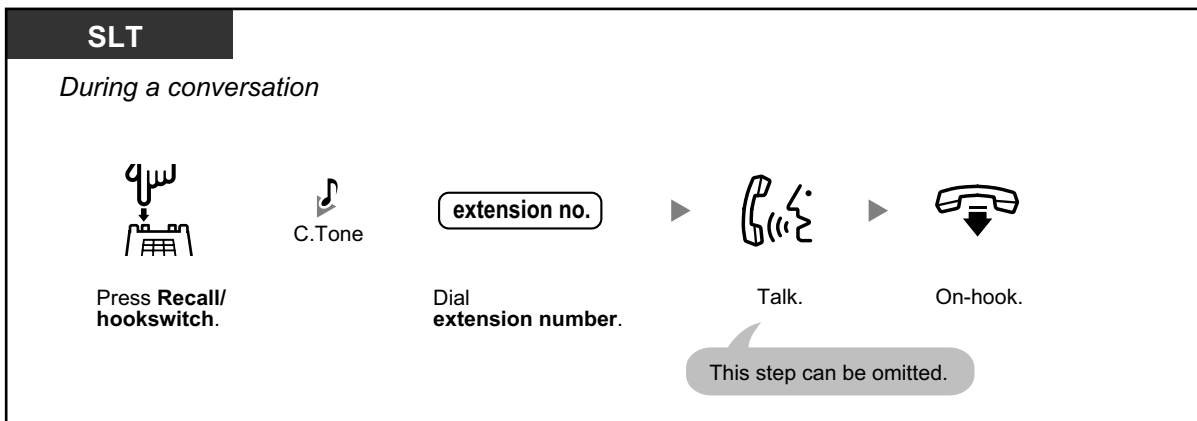 SLT
During a conversation
C.Tone
extension no.
Press Recall/
hookswitch.
Dial
extension number.
Talk.
On-hook.
This step can be omitted.